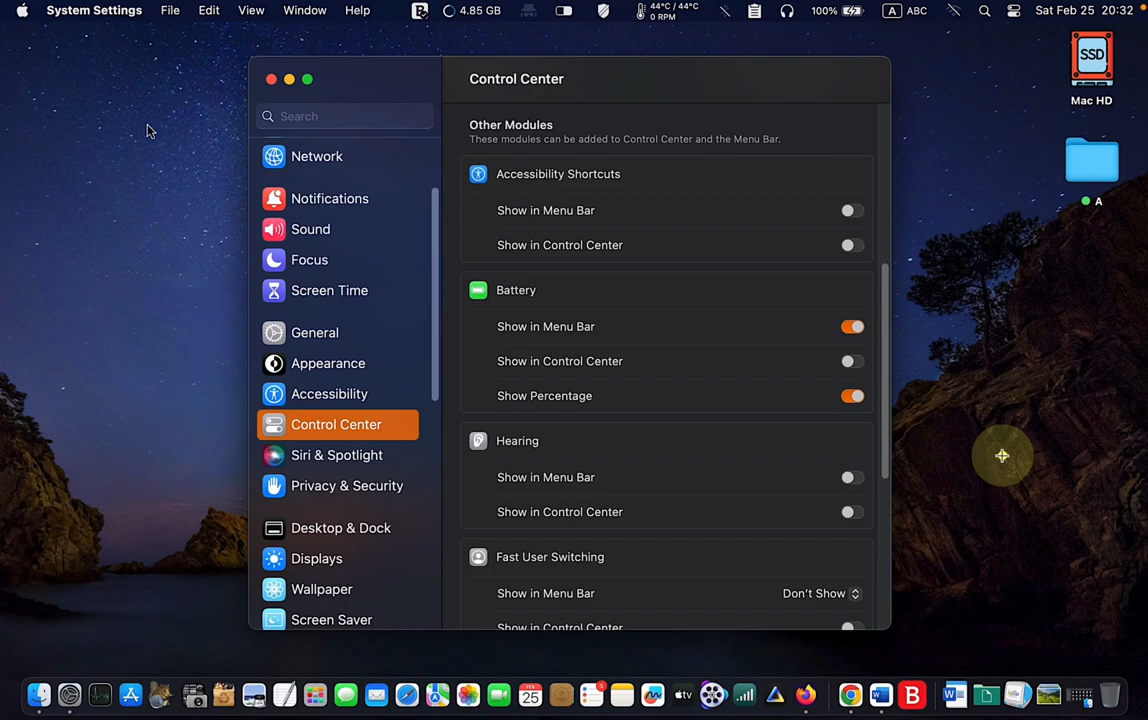 System Settings File Edit View Window Help 4.85 GB 44°C / 44°C 0 RPM 100% A ABC Sat Feb 25 20:32
SSD
Mac HD
A
Search
Network
Notifications
Sound
Focus
Screen Time
General
Appearance
Accessibility
Control Center
Siri & Spotlight
Privacy & Security
Desktop & Dock
Displays
Wallpaper
Screen Saver
Control Center
Other Modules
These modules can be added to Control Center and the Menu Bar.
Accessibility Shortcuts
Show in Menu Bar
Show in Control Center
Battery
Show in Menu Bar
Show in Control Center
Show Percentage
Hearing
Show in Menu Bar
Show in Control Center
Fast User Switching
Show in Menu Bar Don't Show
Show in Control Center
FEB
25
tv
W
B
W